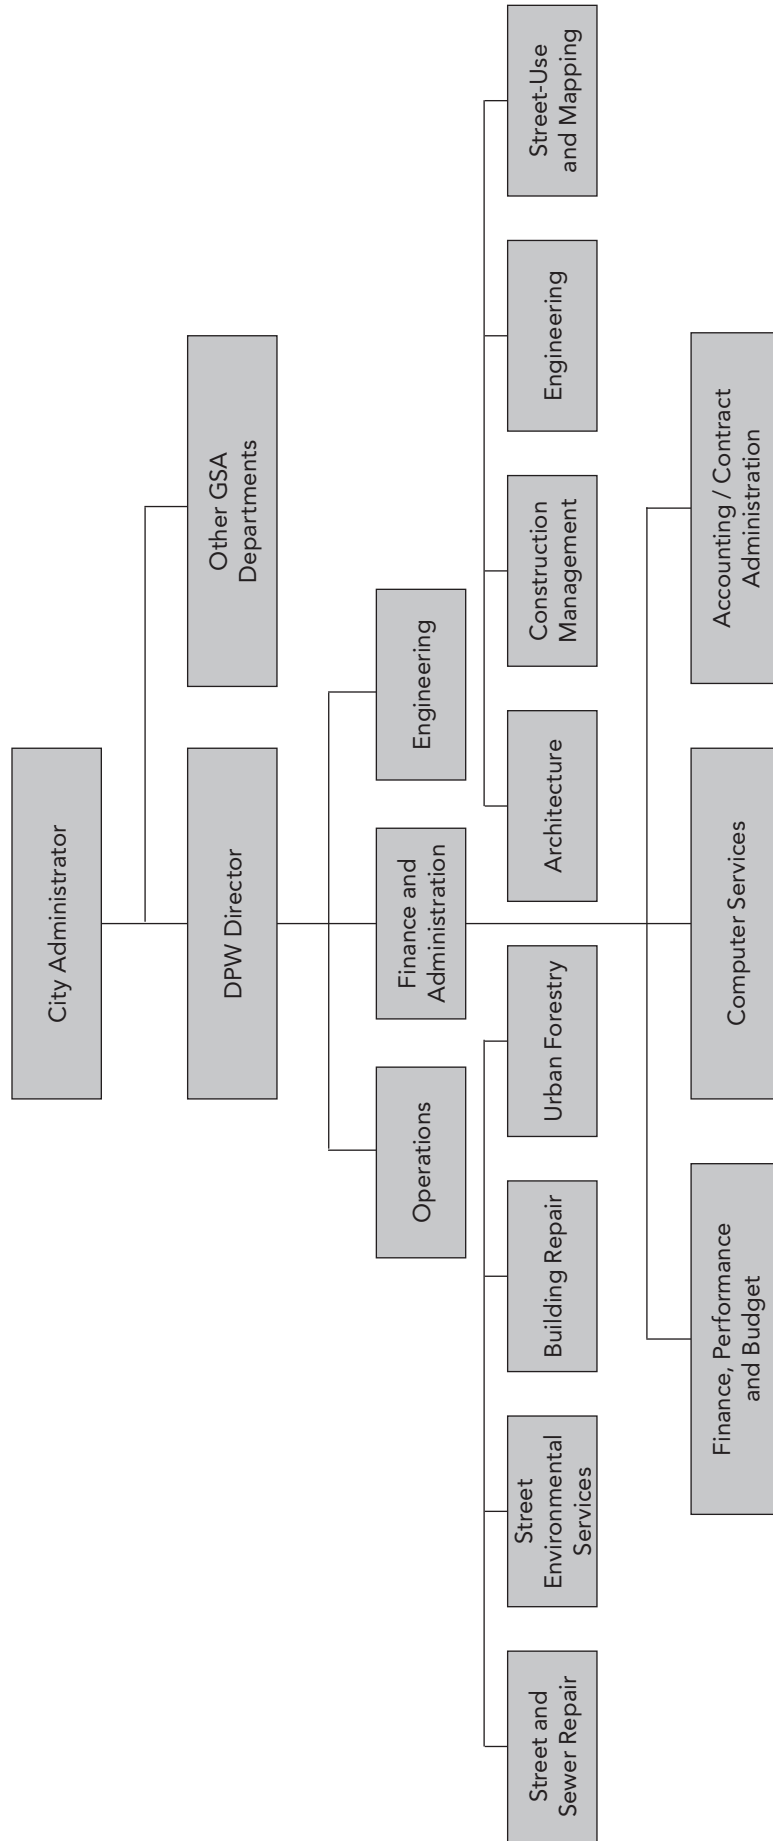 City Administrator
DPW Director
Other GSA
Departments
Operations
Finance and
Administration
Engineering
Street and
Sewer Repair
Street
Environmental
Services
Building Repair
Urban Forestry
Architecture
Construction
Management
Engineering
Street-Use
and Mapping
Finance, Performance
and Budget
Computer Services
Accounting / Contract
Administration